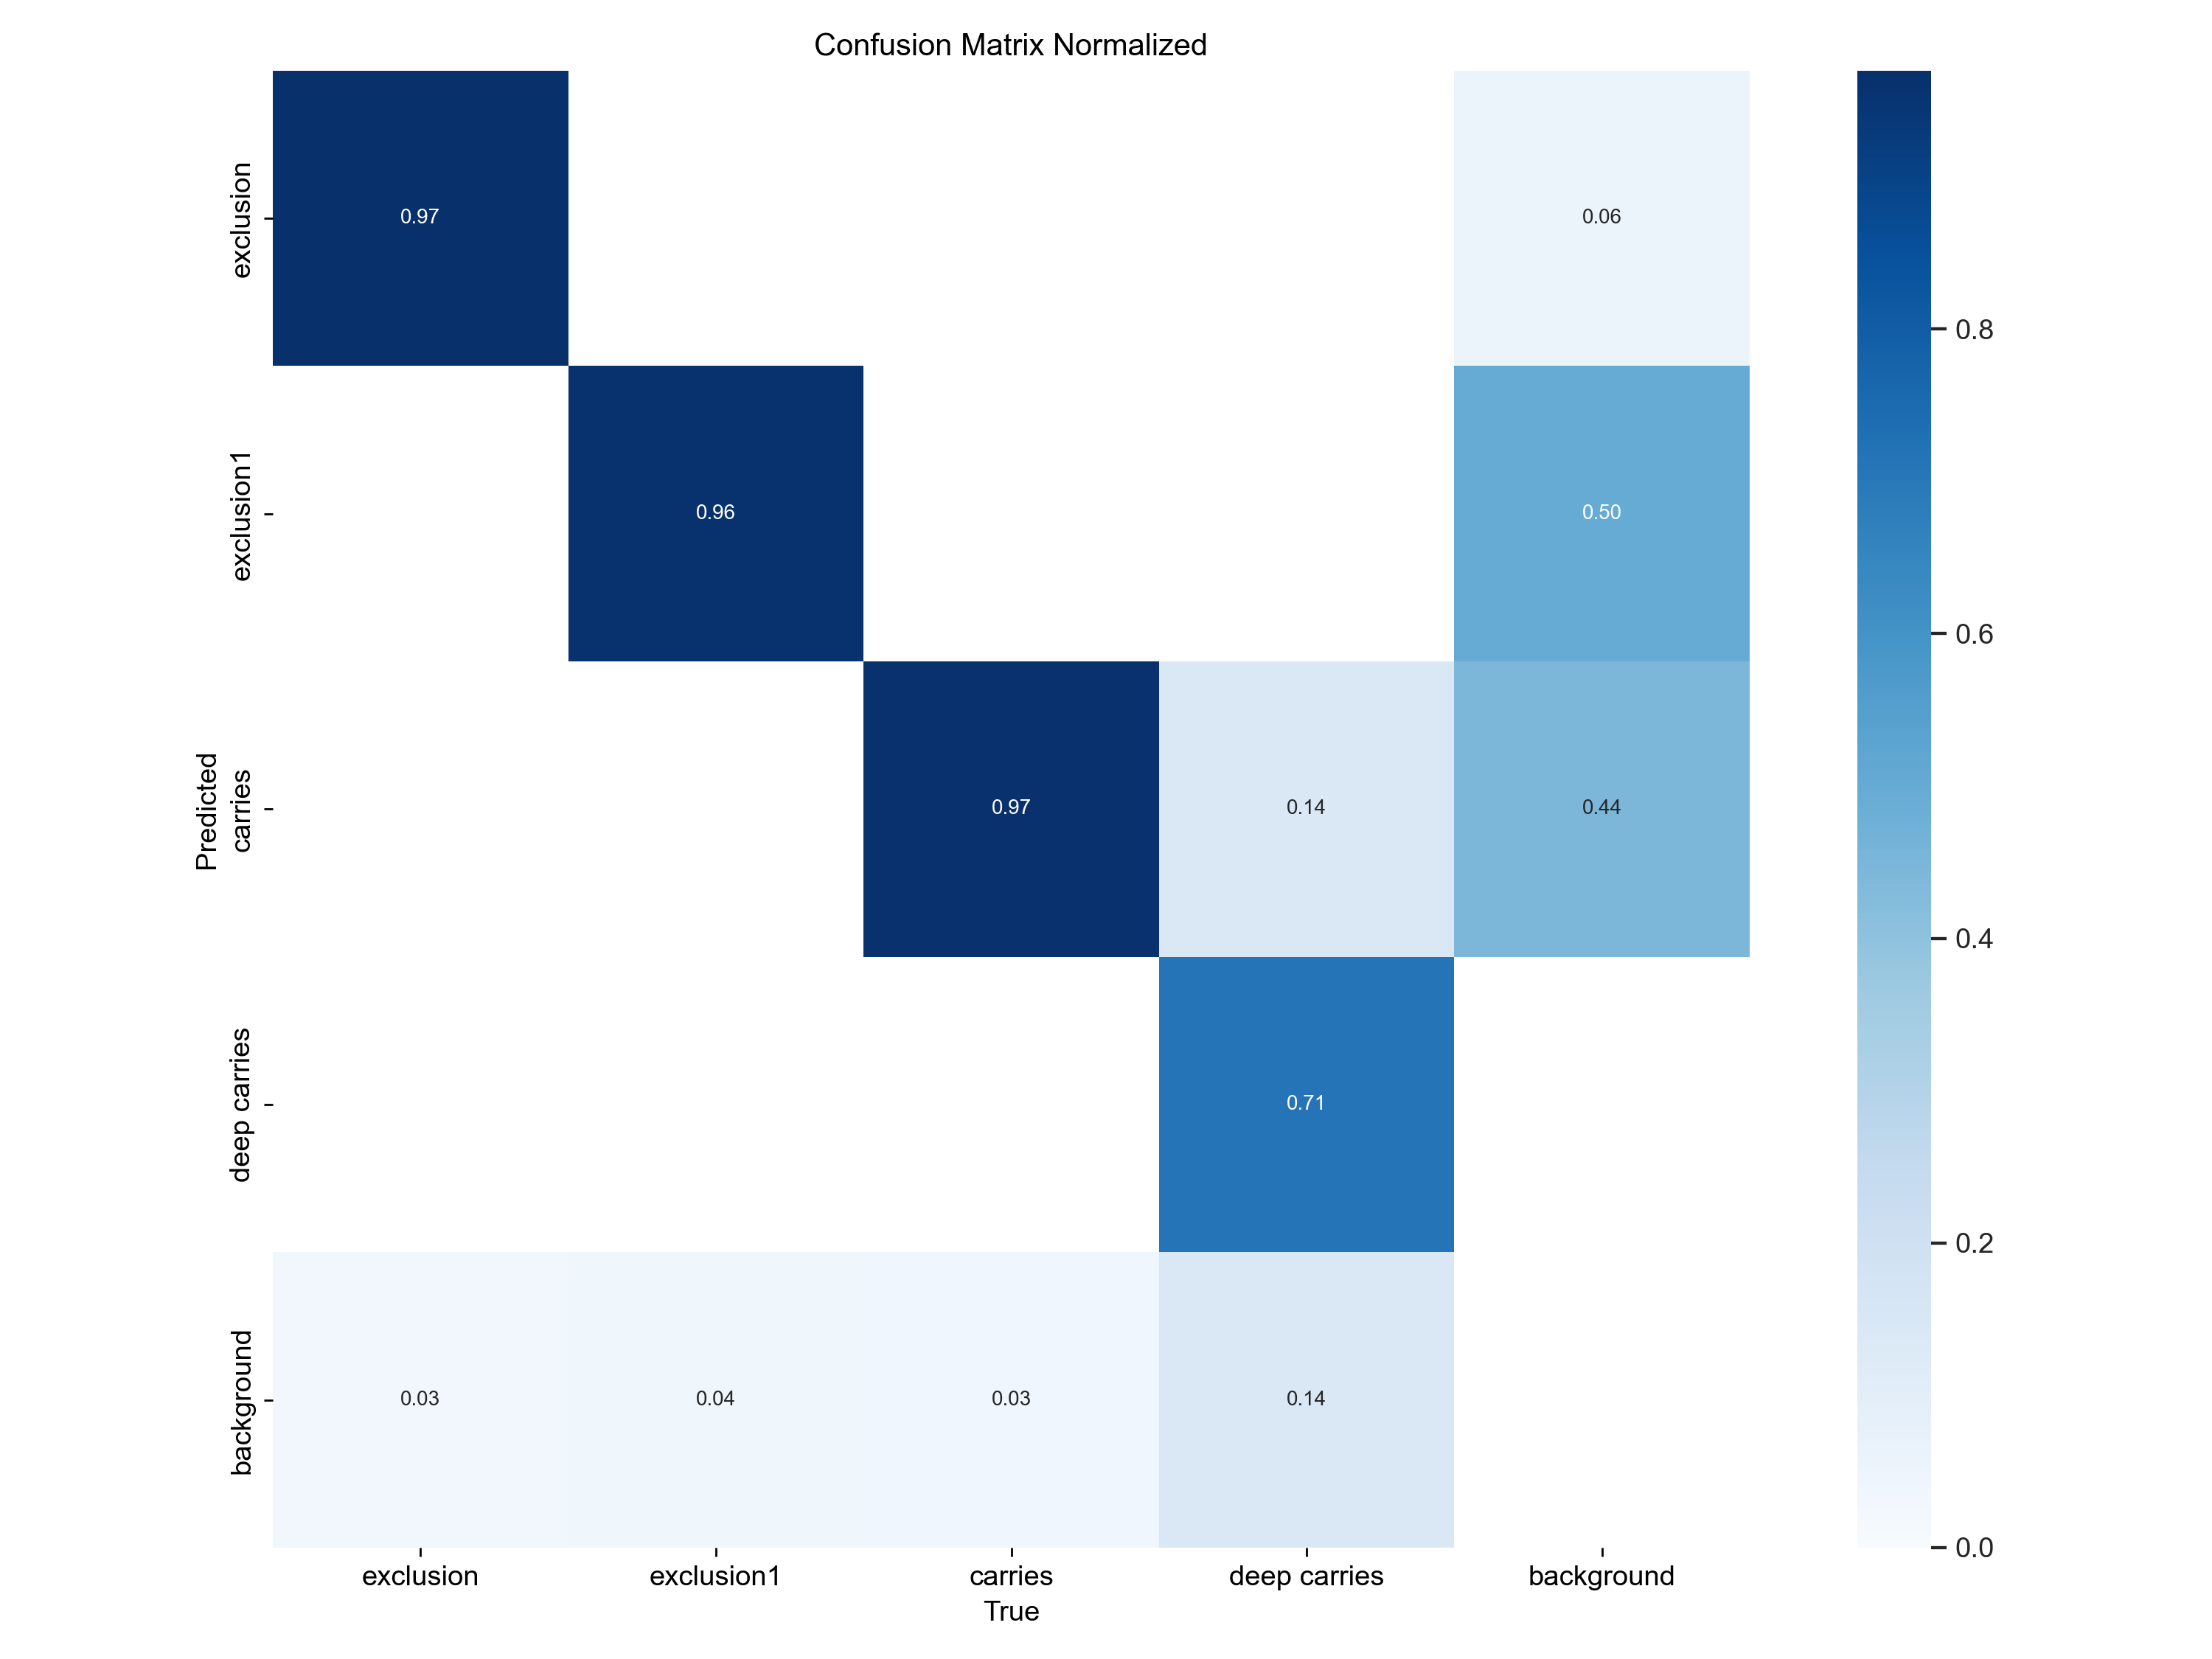 Confusion Matrix Normalized
exclusion
0.97
0.06
0.8
exclusion1
0.96
0.50
0.6
Predicted
carries
0.97
0.14
0.44
0.4
deep carries
0.71
0.2
background
0.03
0.04
0.03
0.14
0.0
exclusion
exclusion1
carries
deep carries
background
True